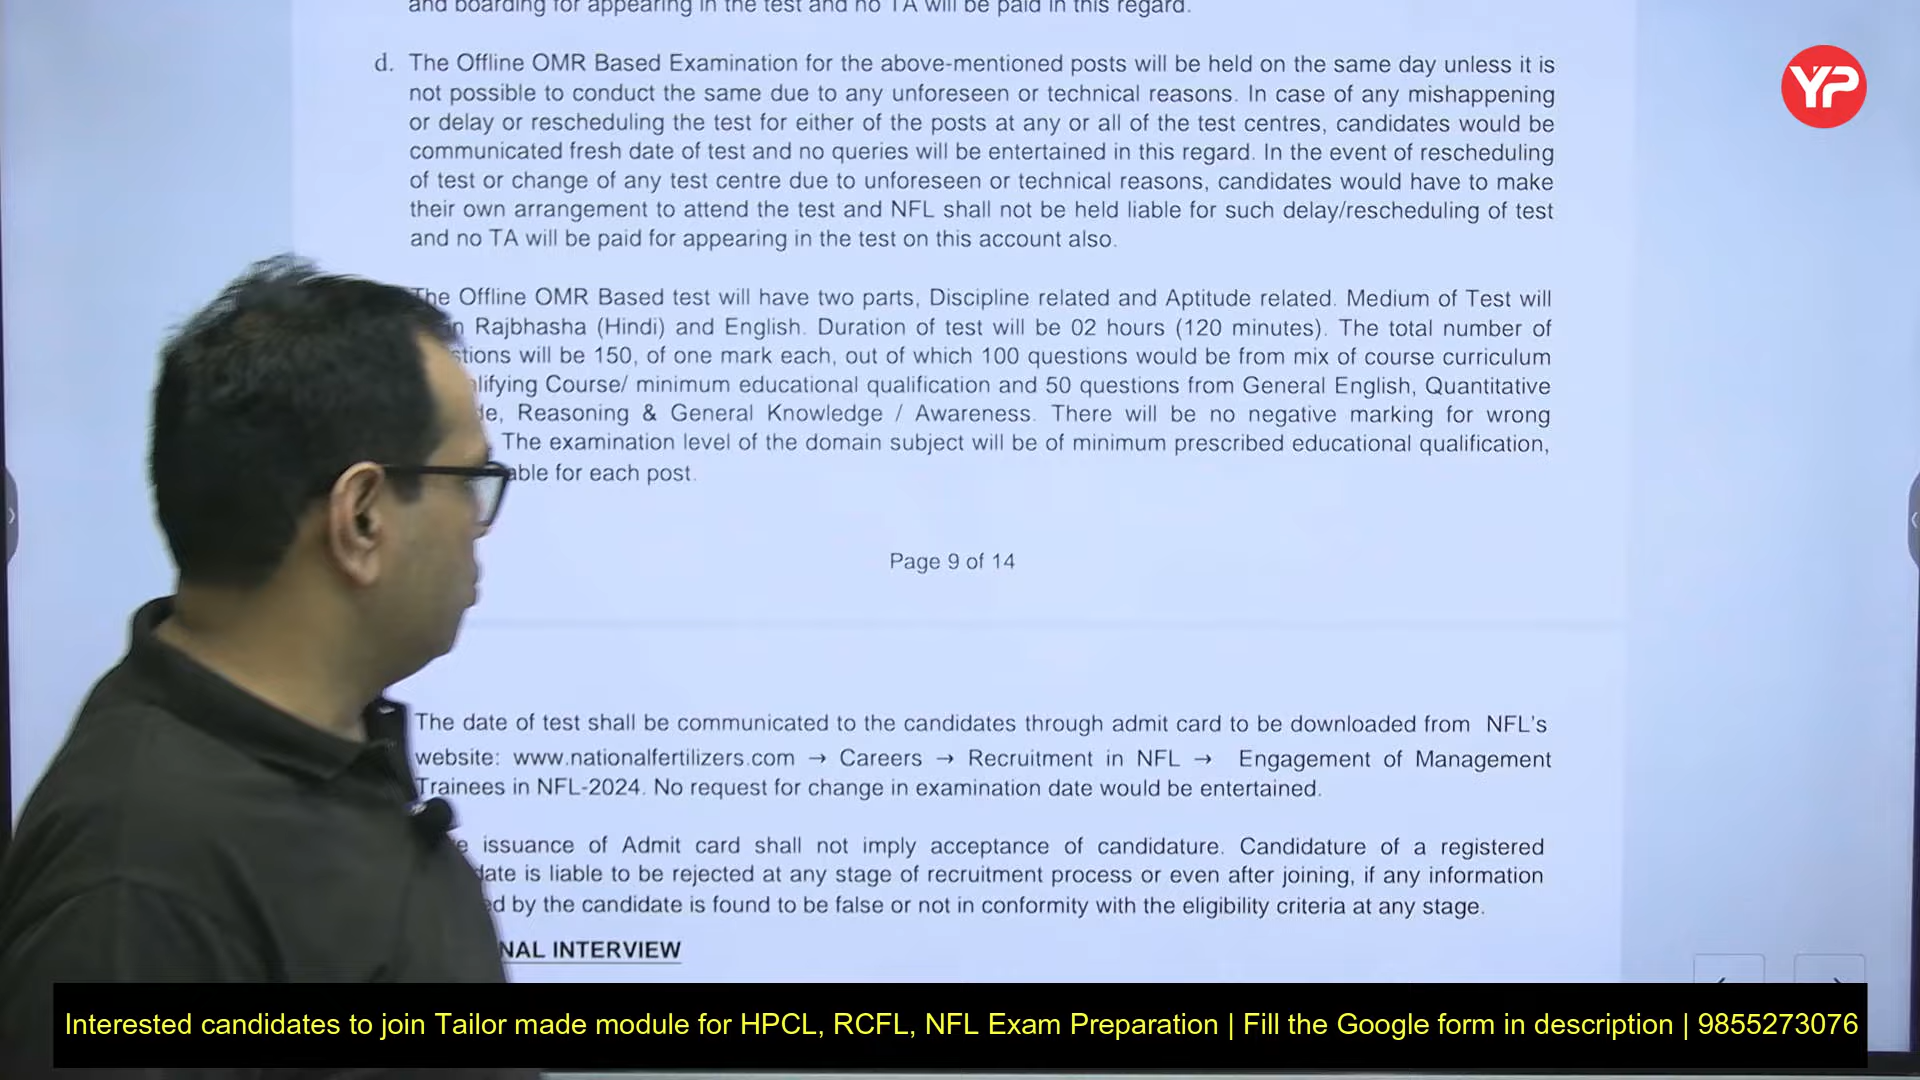 and boarding for appearing in the test and no TA will be paid in this regard.
d. The Offline OMR Based Examination for the above-mentioned posts will be held on the same day unless it is
not possible to conduct the same due to any unforeseen or technical reasons. In case of any mishappening
or delay or rescheduling the test for either of the posts at any or all of the test centres, candidates would be
communicated fresh date of test and no queries will be entertained in this regard. In the event of rescheduling
of test or change of any test centre due to unforeseen or technical reasons, candidates would have to make
their own arrangement to attend the test and NFL shall not be held liable for such delay/rescheduling of test
and no TA will be paid for appearing in the test on this account also.
The Offline OMR Based test will have two parts, Discipline related and Aptitude related. Medium of Test will
Rajbhasha (Hindi) and English. Duration of test will be 02 hours (120 minutes). The total number of
stions will be 150, of one mark each, out of which 100 questions would be from mix of course curriculum
lifying Course/ minimum educational qualification and 50 questions from General English, Quantitative
de, Reasoning & General Knowledge / Awareness. There will be no negative marking for wrong
The examination level of the domain subject will be of minimum prescribed educational qualification,
able for each post.
Page 9 of 14
The date of test shall be communicated to the candidates through admit card to be downloaded from NFL's
website: www.nationalfertilizers.com → Careers → Recruitment in NFL → Engagement of Management
Trainees in NFL-2024. No request for change in examination date would be entertained.
e issuance of Admit card shall not imply acceptance of candidature. Candidature of a registered
date is liable to be rejected at any stage of recruitment process or even after joining, if any information
ed by the candidate is found to be false or not in conformity with the eligibility criteria at any stage.
NAL INTERVIEW
YP
Interested candidates to join Tailor made module for HPCL, RCFL, NFL Exam Preparation | Fill the Google form in description | 9855273076